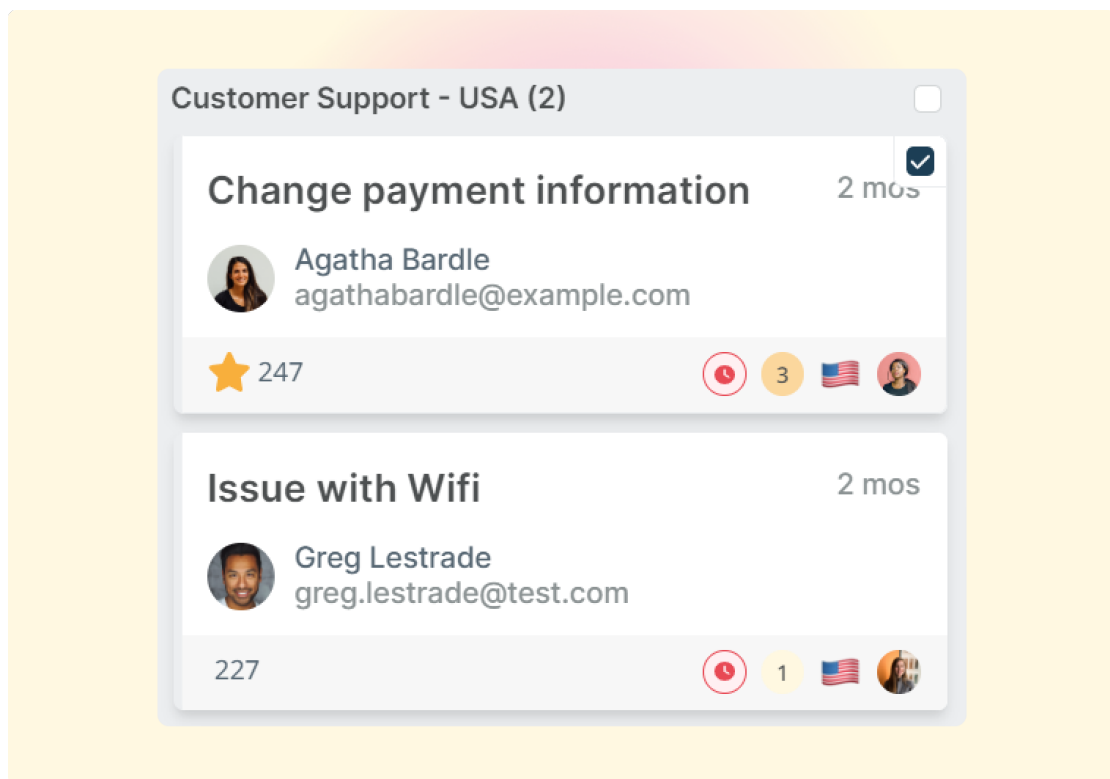 Customer Support - USA (2)
Change payment information
2 mos
Agatha Bardle
agathabardle@example.com
247
3
Issue with Wifi
2 mos
Greg Lestrade
greg.lestrade@test.com
227
1